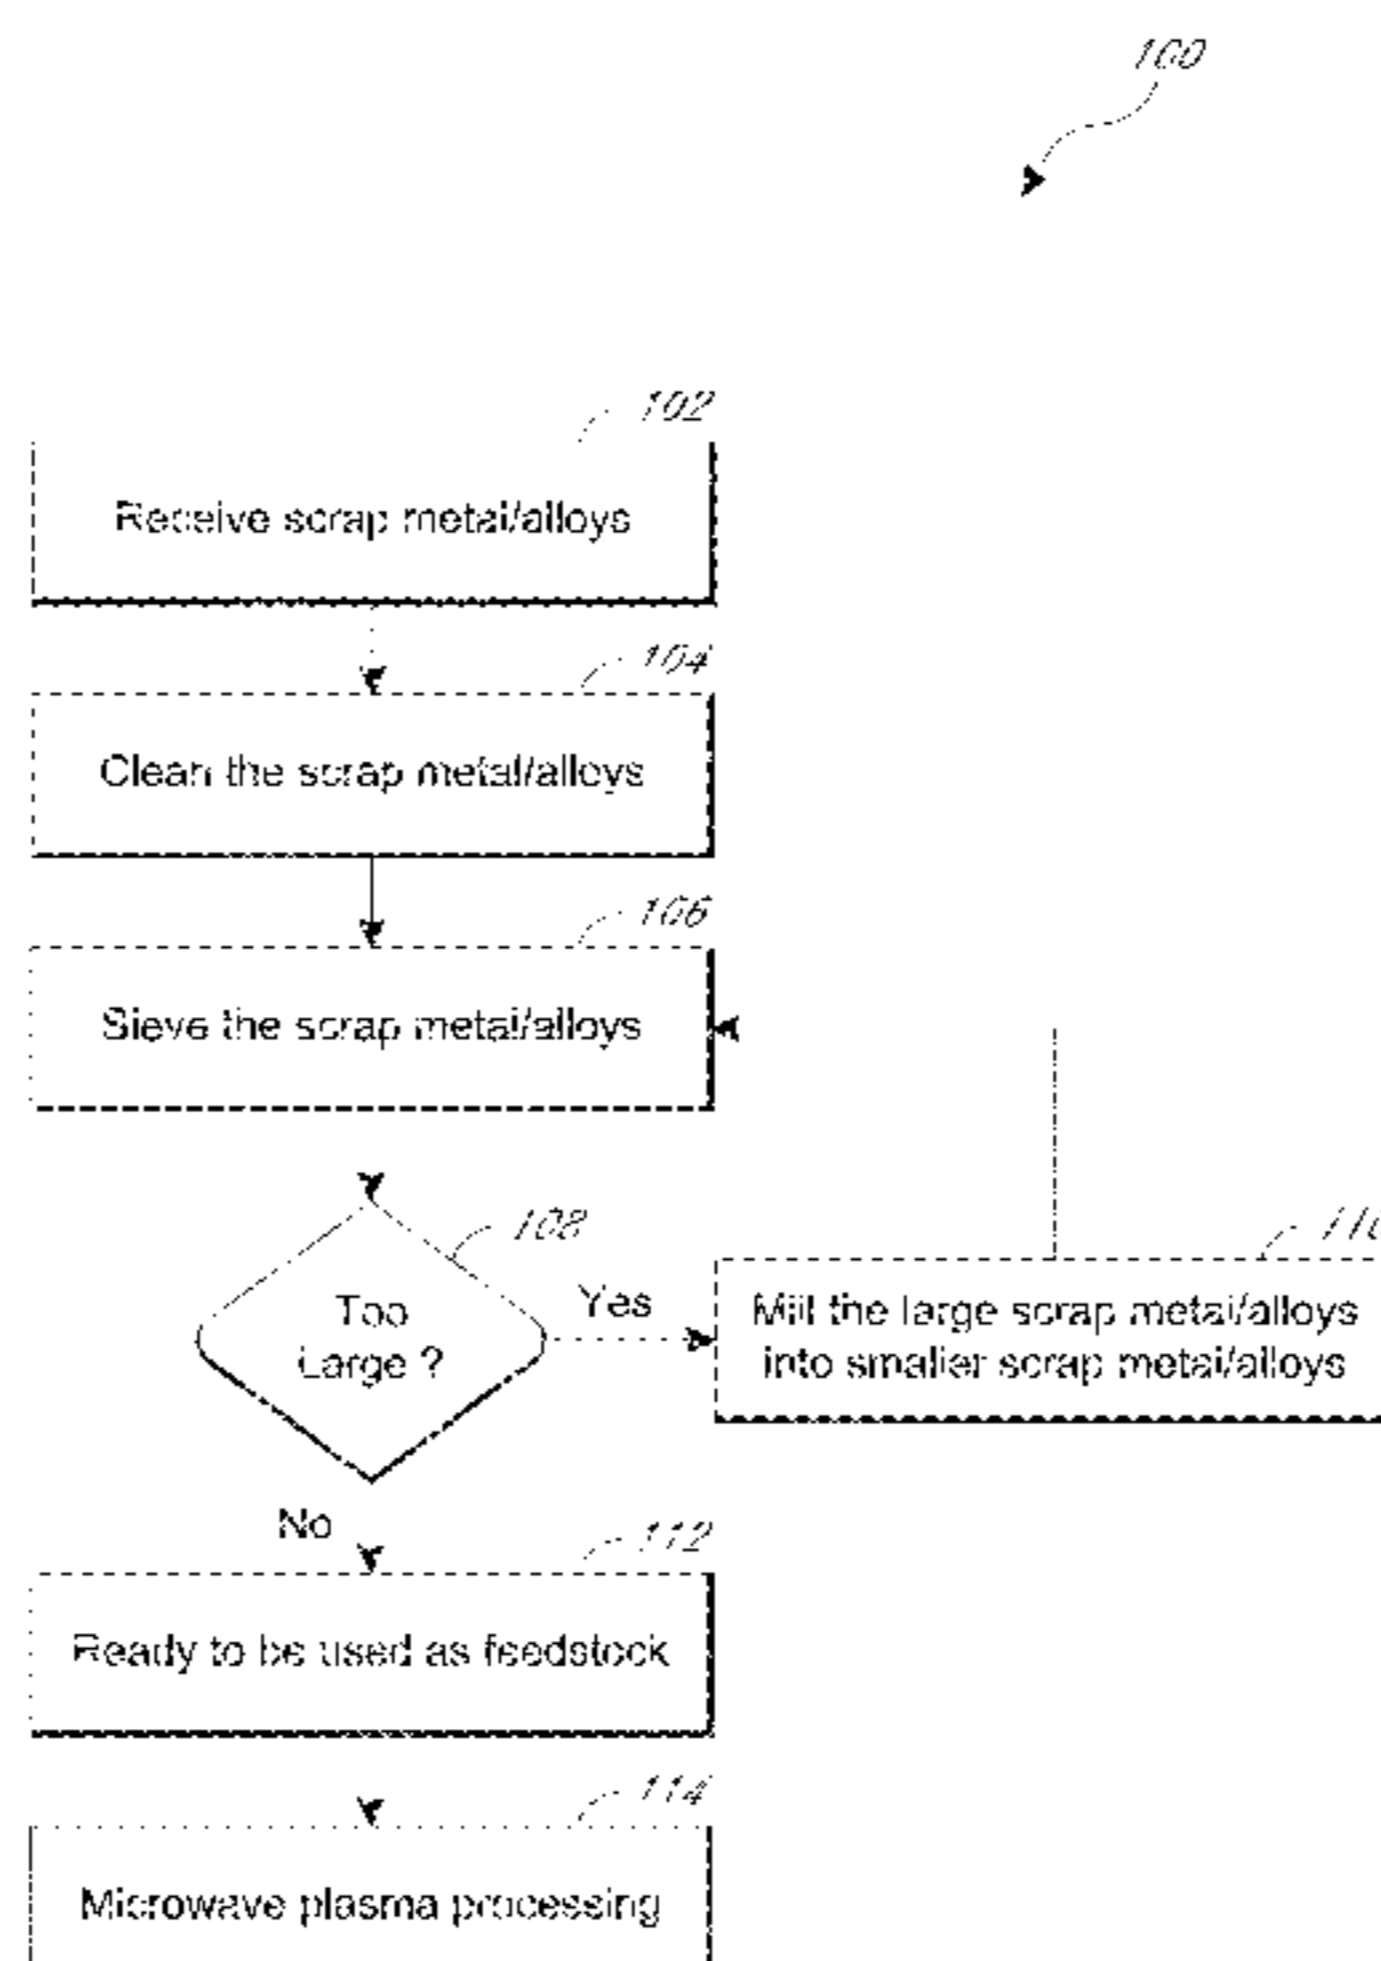 100
102
Receive scrap metal/alloys
104
Clean the scrap metal/alloys
106
Sieve the scrap metal/alloys
108
Too
Large ?
Yes
110
Mill the large scrap metal/alloys
into smaller scrap metal/alloys
No
112
Ready to be used as feedstock
114
Microwave plasma processing